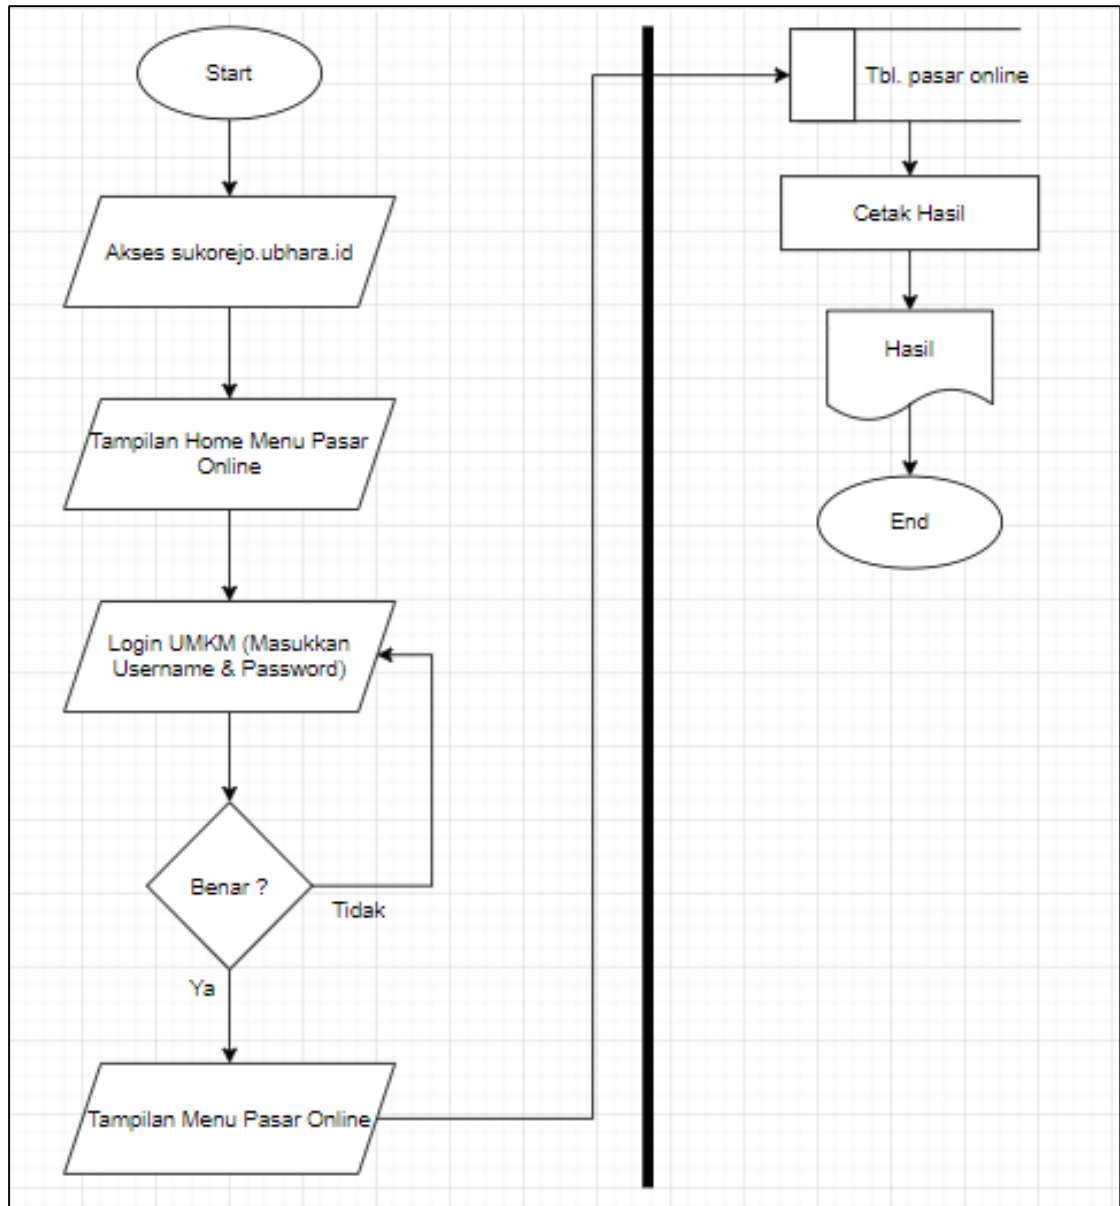 Start
Akses sukorejo.ubhara.id
Tampilan Home Menu Pasar
Online
Login UMKM (Masukkan
Username & Password)
Benar ?
Tidak
Ya
Tampilan Menu Pasar Online
Tbl. pasar online
Cetak Hasil
Hasil
End